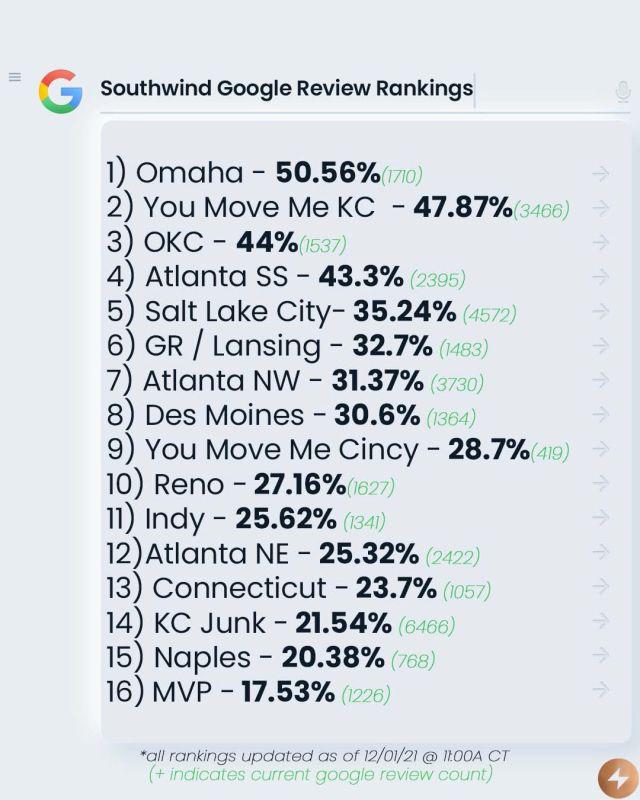 Southwind Google Review Rankings
1) Omaha - 50.56%(1710)
2) You Move Me KC - 47.87%(3466)
3) OKC - 44%(1537)
4) Atlanta SS - 43.3% (2395)
5) Salt Lake City- 35.24% (4572)
6) GR / Lansing - 32.7% (1483)
7) Atlanta NW - 31.37% (3730)
8) Des Moines - 30.6% (1364)
9) You Move Me Cincy - 28.7%(419)
10) Reno - 27.16%(1627)
11) Indy - 25.62% (1341)
12)Atlanta NE - 25.32% (2422)
13) Connecticut - 23.7% (1057)
14) KC Junk - 21.54% (6466)
15) Naples - 20.38% (768)
16) MVP - 17.53% (1226)
*all rankings updated as of 12/01/21 @ 11:00A CT
(+ indicates current google review count)